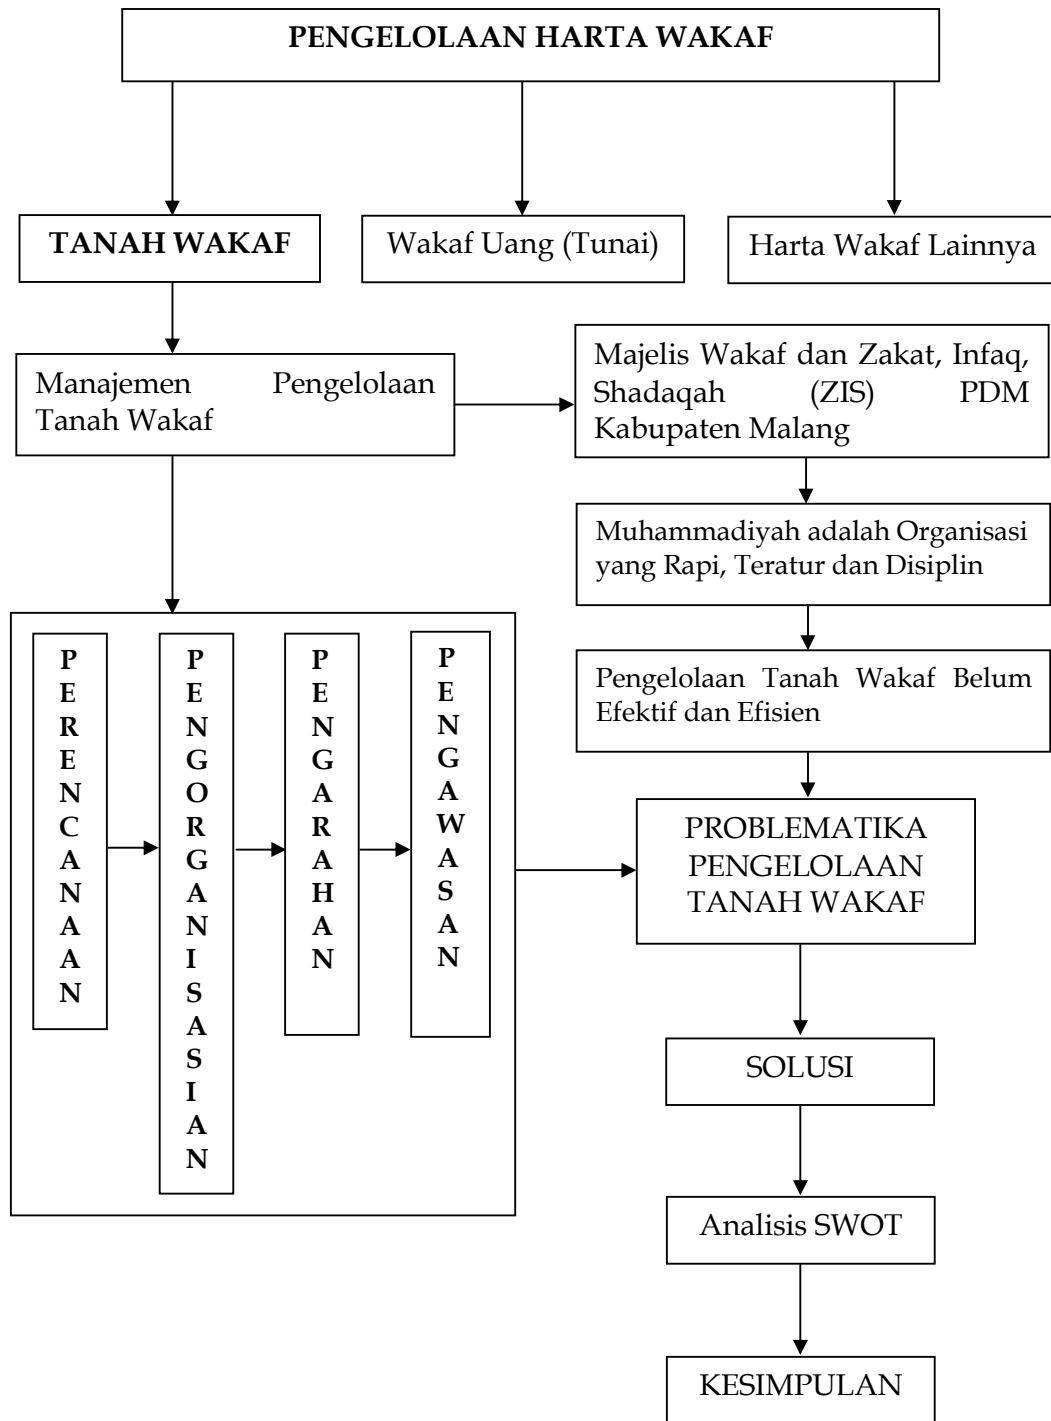 PENGELOLAAN HARTA WAKAF
TANAH WAKAF
Wakaf Uang (Tunai)
Harta Wakaf Lainnya
Manajemen Pengelolaan
Tanah Wakaf
Majelis Wakaf dan Zakat, Infaq,
Shadaqah (ZIS) PDM
Kabupaten Malang
Muhammadiyah adalah Organisasi
yang Rapi, Teratur dan Disiplin
Pengelolaan Tanah Wakaf Belum
Efektif dan Efisien
PERENCANAAN
PENGORGANISASIAN
PENGARAHAN
PENGAWASAN
PROBLEMATIKA
PENGELOLAAN
TANAH WAKAF
SOLUSI
Analisis SWOT
KESIMPULAN